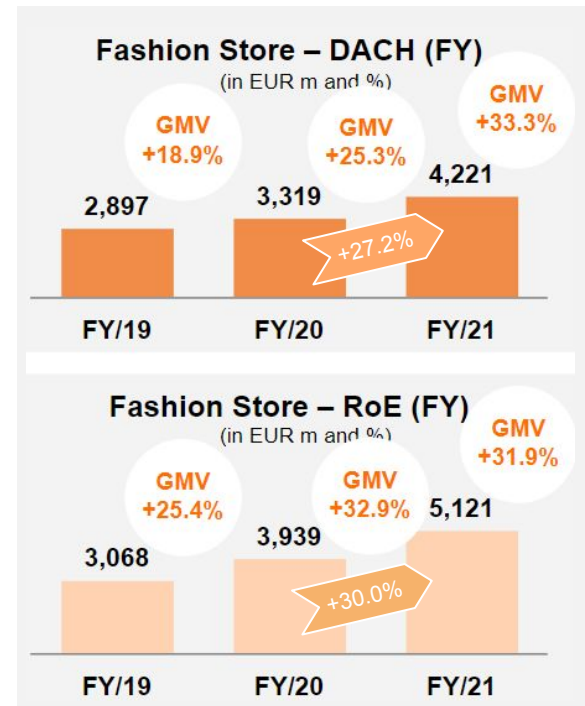 Fashion Store – DACH (FY)
(in EUR m and %)
GMV
+18.9%
GMV
+25.3%
GMV
+33.3%
2,897
3,319
4,221
+27.2%
FY/19
FY/20
FY/21
Fashion Store – RoE (FY)
(in EUR m and %)
GMV
+25.4%
GMV
+32.9%
GMV
+31.9%
3,068
3,939
5,121
+30.0%
FY/19
FY/20
FY/21